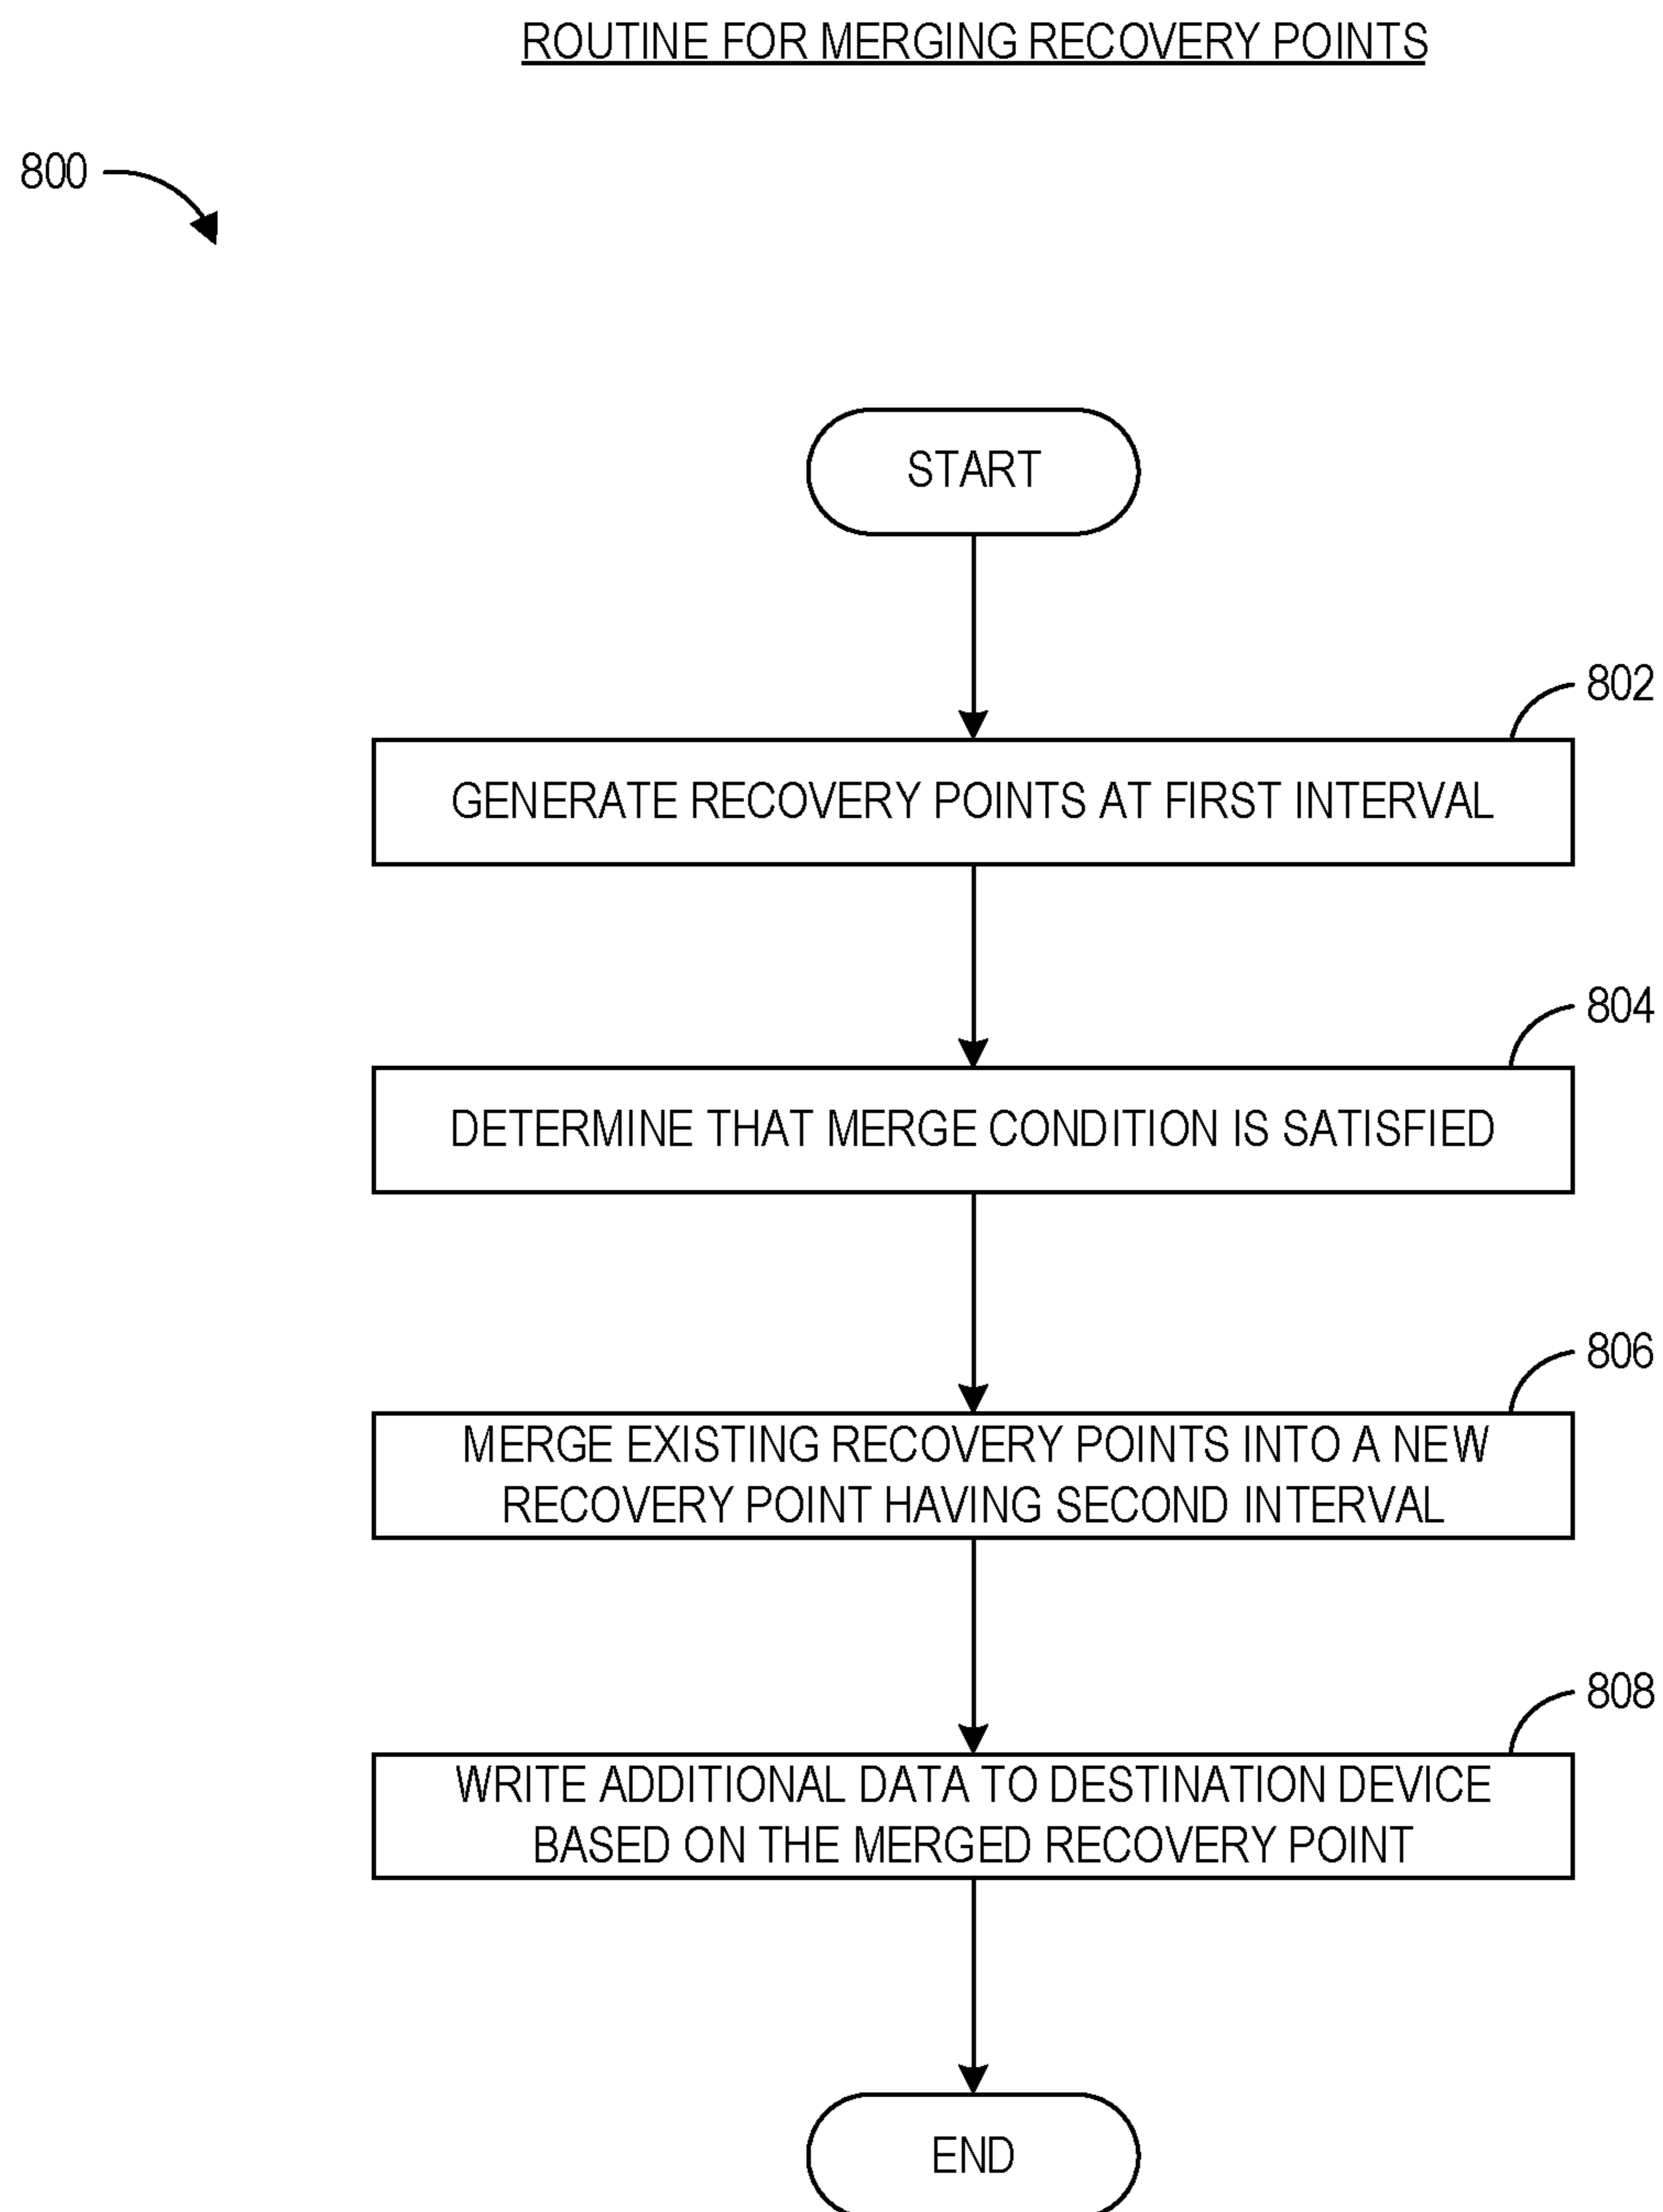 ROUTINE FOR MERGING RECOVERY POINTS
800
START
802
GENERATE RECOVERY POINTS AT FIRST INTERVAL
804
DETERMINE THAT MERGE CONDITION IS SATISFIED
806
MERGE EXISTING RECOVERY POINTS INTO A NEW
RECOVERY POINT HAVING SECOND INTERVAL
808
WRITE ADDITIONAL DATA TO DESTINATION DEVICE
BASED ON THE MERGED RECOVERY POINT
END